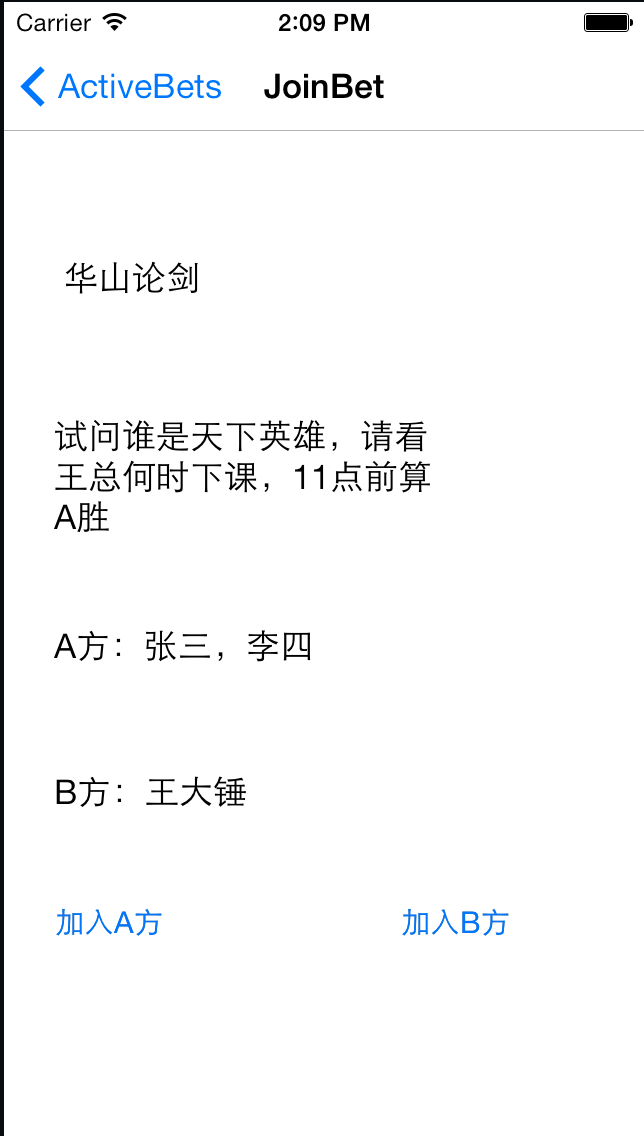 Carrier 2:09 PM
ActiveBets JoinBet
华山论剑
试问谁是天下英雄，请看
王总何时下课，11点前算
A胜
A方：张三，李四
B方：王大锤
加入A方 加入B方